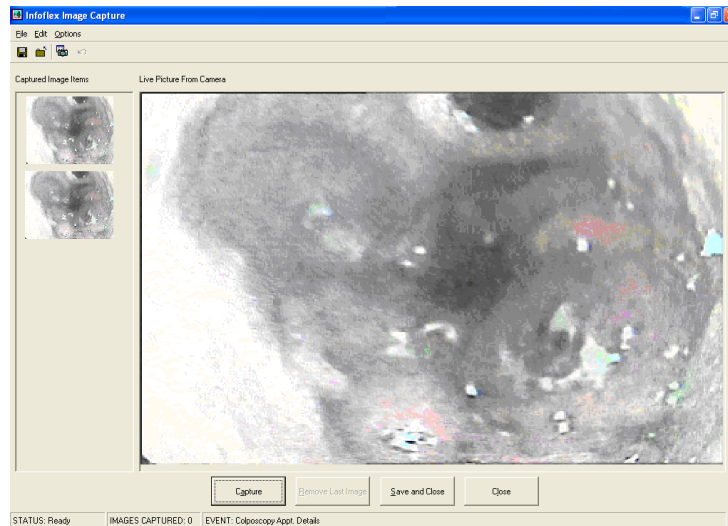 Infoflex Image Capture
File Edit Options
Captured Image Items Live Picture From Camera
Capture Remove Last Image Save and Close Close
STATUS: Ready IMAGES CAPTURED: 0 EVENT: Colposcopy Appt. Details